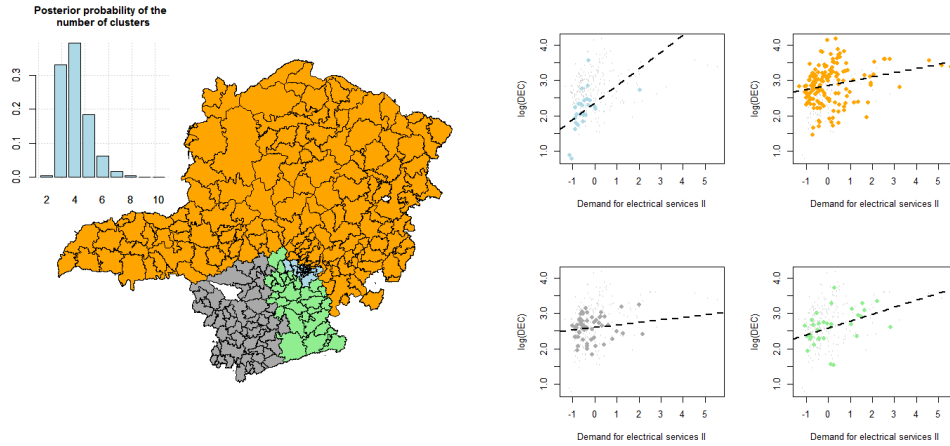 Posterior probability of the
number of clusters
0.3
0.2
0.1
0.0
2 4 6 8 10
log(DEC)
4.0
3.0
2.0
1.0
-1 0 1 2 3 4 5
Demand for electrical services II
log(DEC)
4.0
3.0
2.0
1.0
-1 0 1 2 3 4 5
Demand for electrical services II
log(DEC)
4.0
3.0
2.0
1.0
-1 0 1 2 3 4 5
Demand for electrical services II
log(DEC)
4.0
3.0
2.0
1.0
-1 0 1 2 3 4 5
Demand for electrical services II